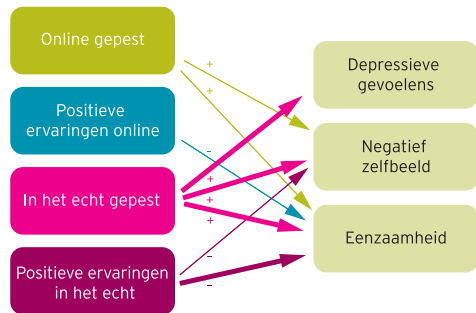 Online gepest
Positieve
ervaringen online
In het echt gepest
Positieve ervaringen
in het echt
+
+
–
+
+
+
–
–
Depressieve
gevoelens
Negatief
zelfbeeld
Eenzaamheid